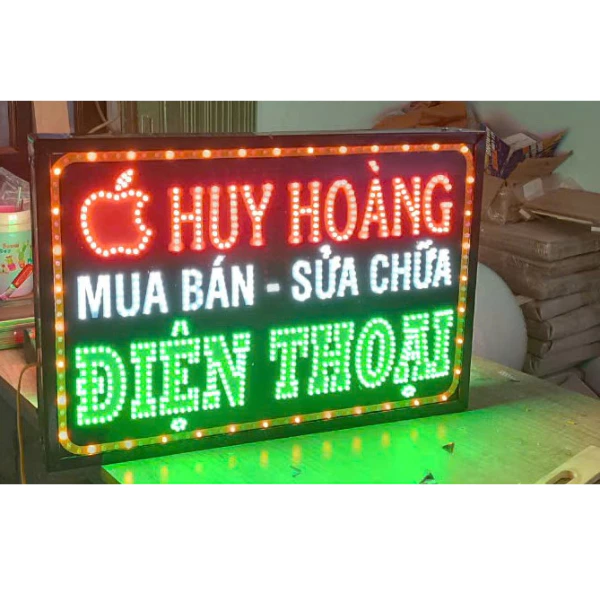 HUY HOÀNG
MUA BÁN - SỬA CHỮA
ĐIỆN THOẠI